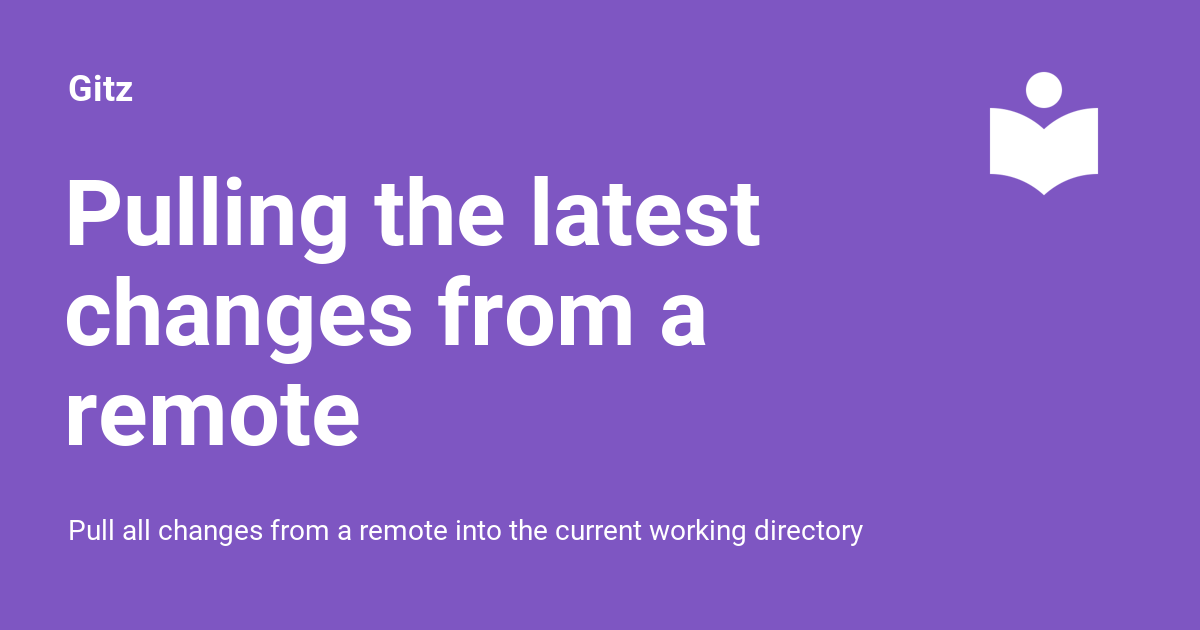 Gitz
Pulling the latest
changes from a
remote
Pull all changes from a remote into the current working directory